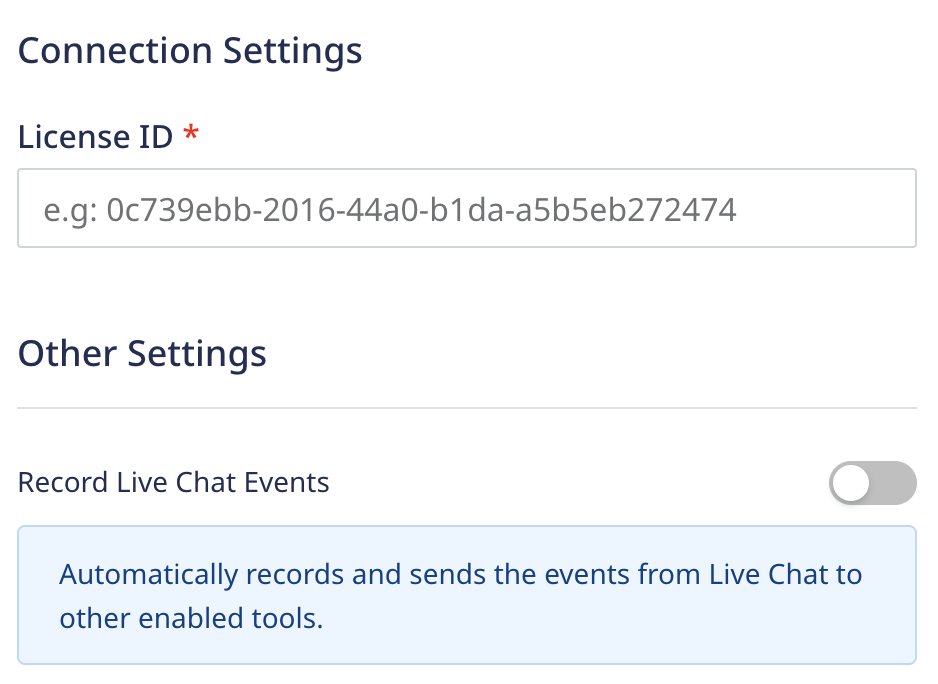 Connection Settings
License ID *
e.g: 0c739ebb-2016-44a0-b1da-a5b5eb272474
Other Settings
Record Live Chat Events
Automatically records and sends the events from Live Chat to
other enabled tools.